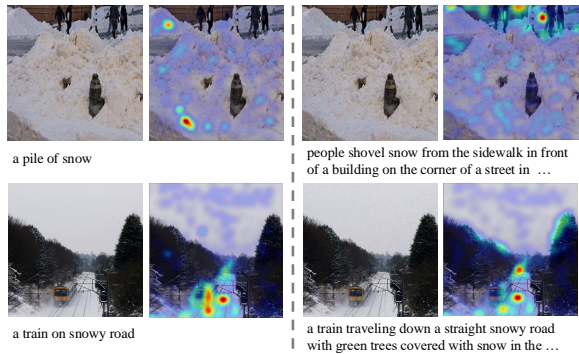 a pile of snow
people shovel snow from the sidewalk in front
of a building on the corner of a street in …
a train on snowy road
a train traveling down a straight snowy road
with green trees covered with snow in the …